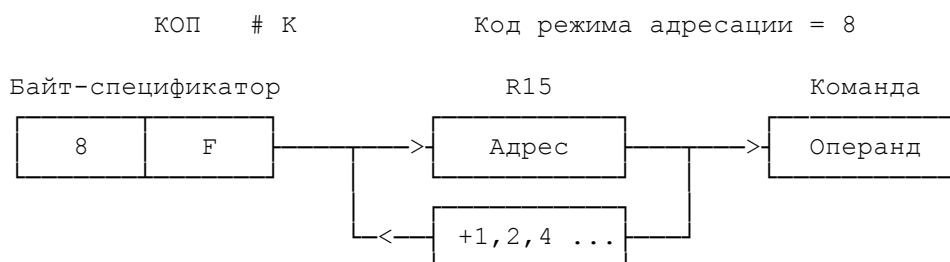 КОП # K Код режима адресации = 8
Байт-спецификатор R15 Команда
8 F > Адрес > Операнд
< +1,2,4 ...